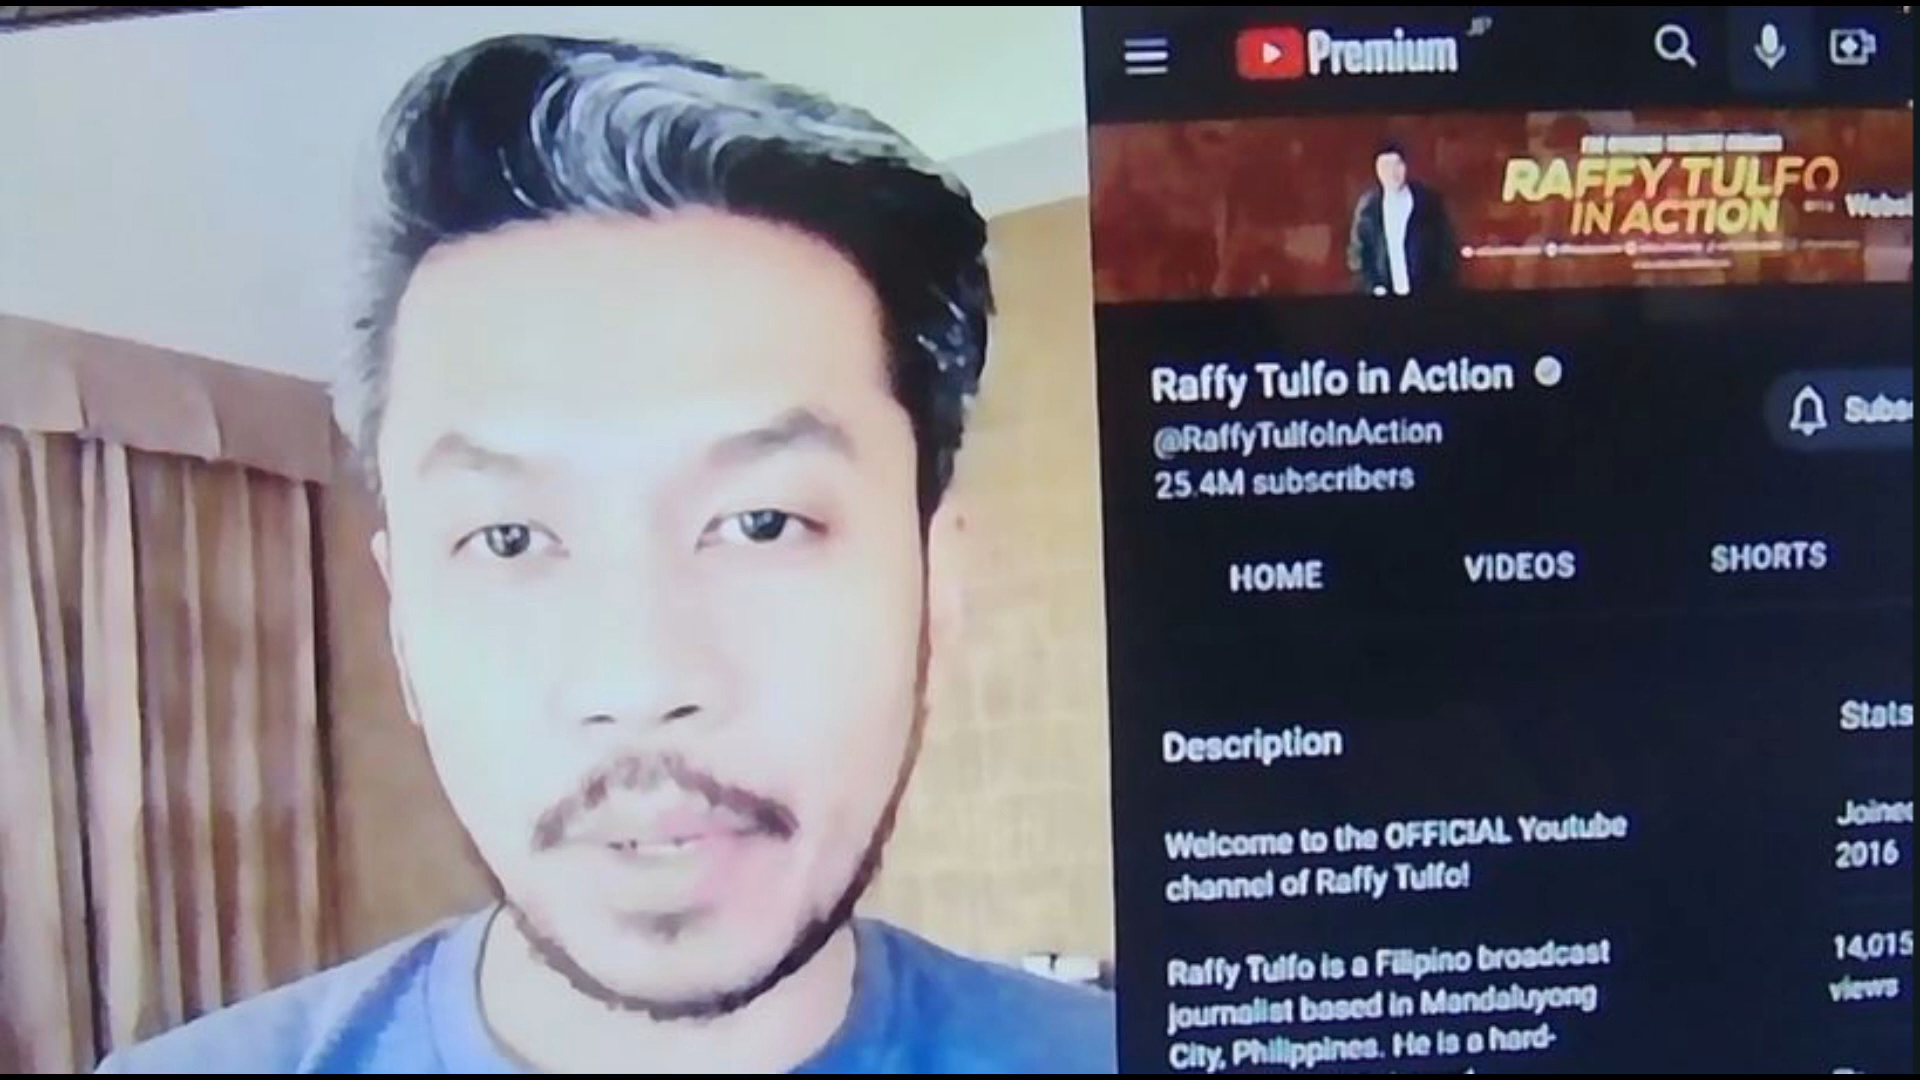 Premium JP
RAFFY TULFO
IN ACTION
Raffy Tulfo in Action
@RaffyTulfoInAction
25.4M subscribers
HOME VIDEOS SHORTS
Stats
Description
Welcome to the OFFICIAL Youtube
channel of Raffy Tulfo!
2016
Raffy Tulfo is a Filipino broadcast
journalist based in Mandaluyong
City, Philippines. He is a hard-
14,015
views